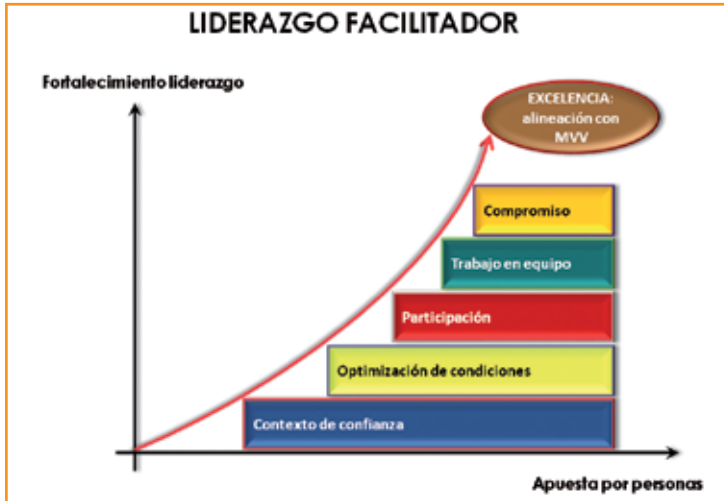 LIDERAZGO FACILITADOR
Fortalecimiento liderazgo
EXCELENCIA:
alineación con
MVV
Compromiso
Trabajo en equipo
Participación
Optimización de condiciones
Contexto de confianza
Apuesta por personas